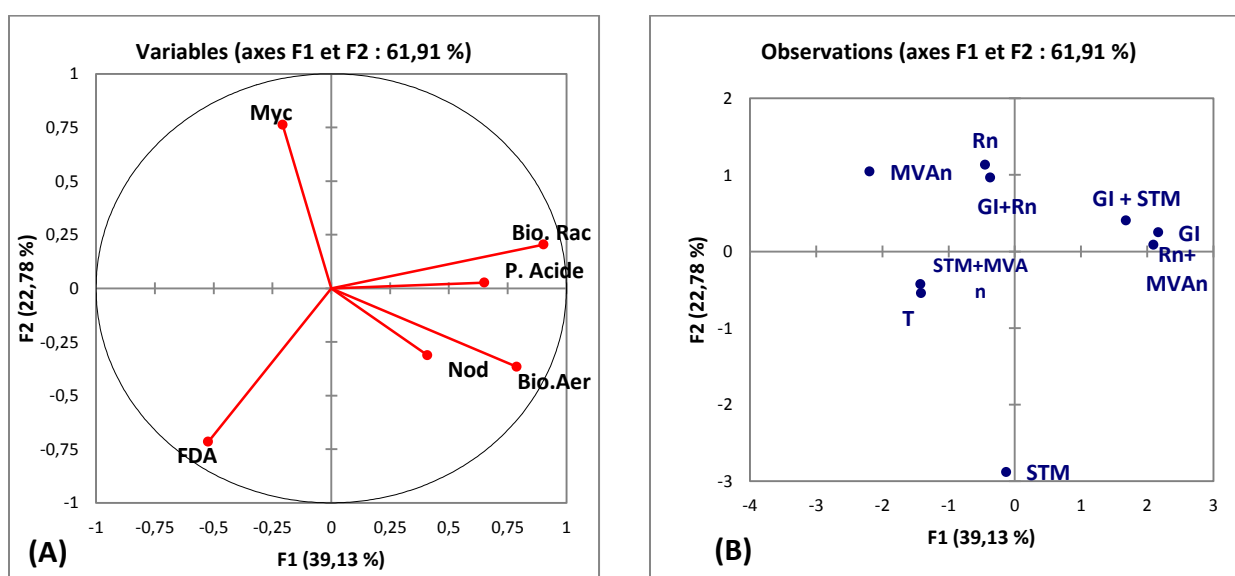 Variables (axes F1 et F2 : 61,91 %)
1
0,75
0,5
0,25
0
-0,25
-0,5
-0,75
-1
F2 (22,78 %)
Myc
Bio. Rac
P. Acide
Nod
Bio.Aer
FDA
-1 -0,75 -0,5 -0,25 0 0,25 0,5 0,75 1
F1 (39,13 %)
(A)
Observations (axes F1 et F2 : 61,91 %)
2
1
0
-1
-2
-3
F2 (22,78 %)
Rn
MVAn
GI+Rn
GI + STM
GI
Rn+
MVAn
STM+MVA
n
T
STM
-4 -3 -2 -1 0 1 2 3
F1 (39,13 %)
(B)